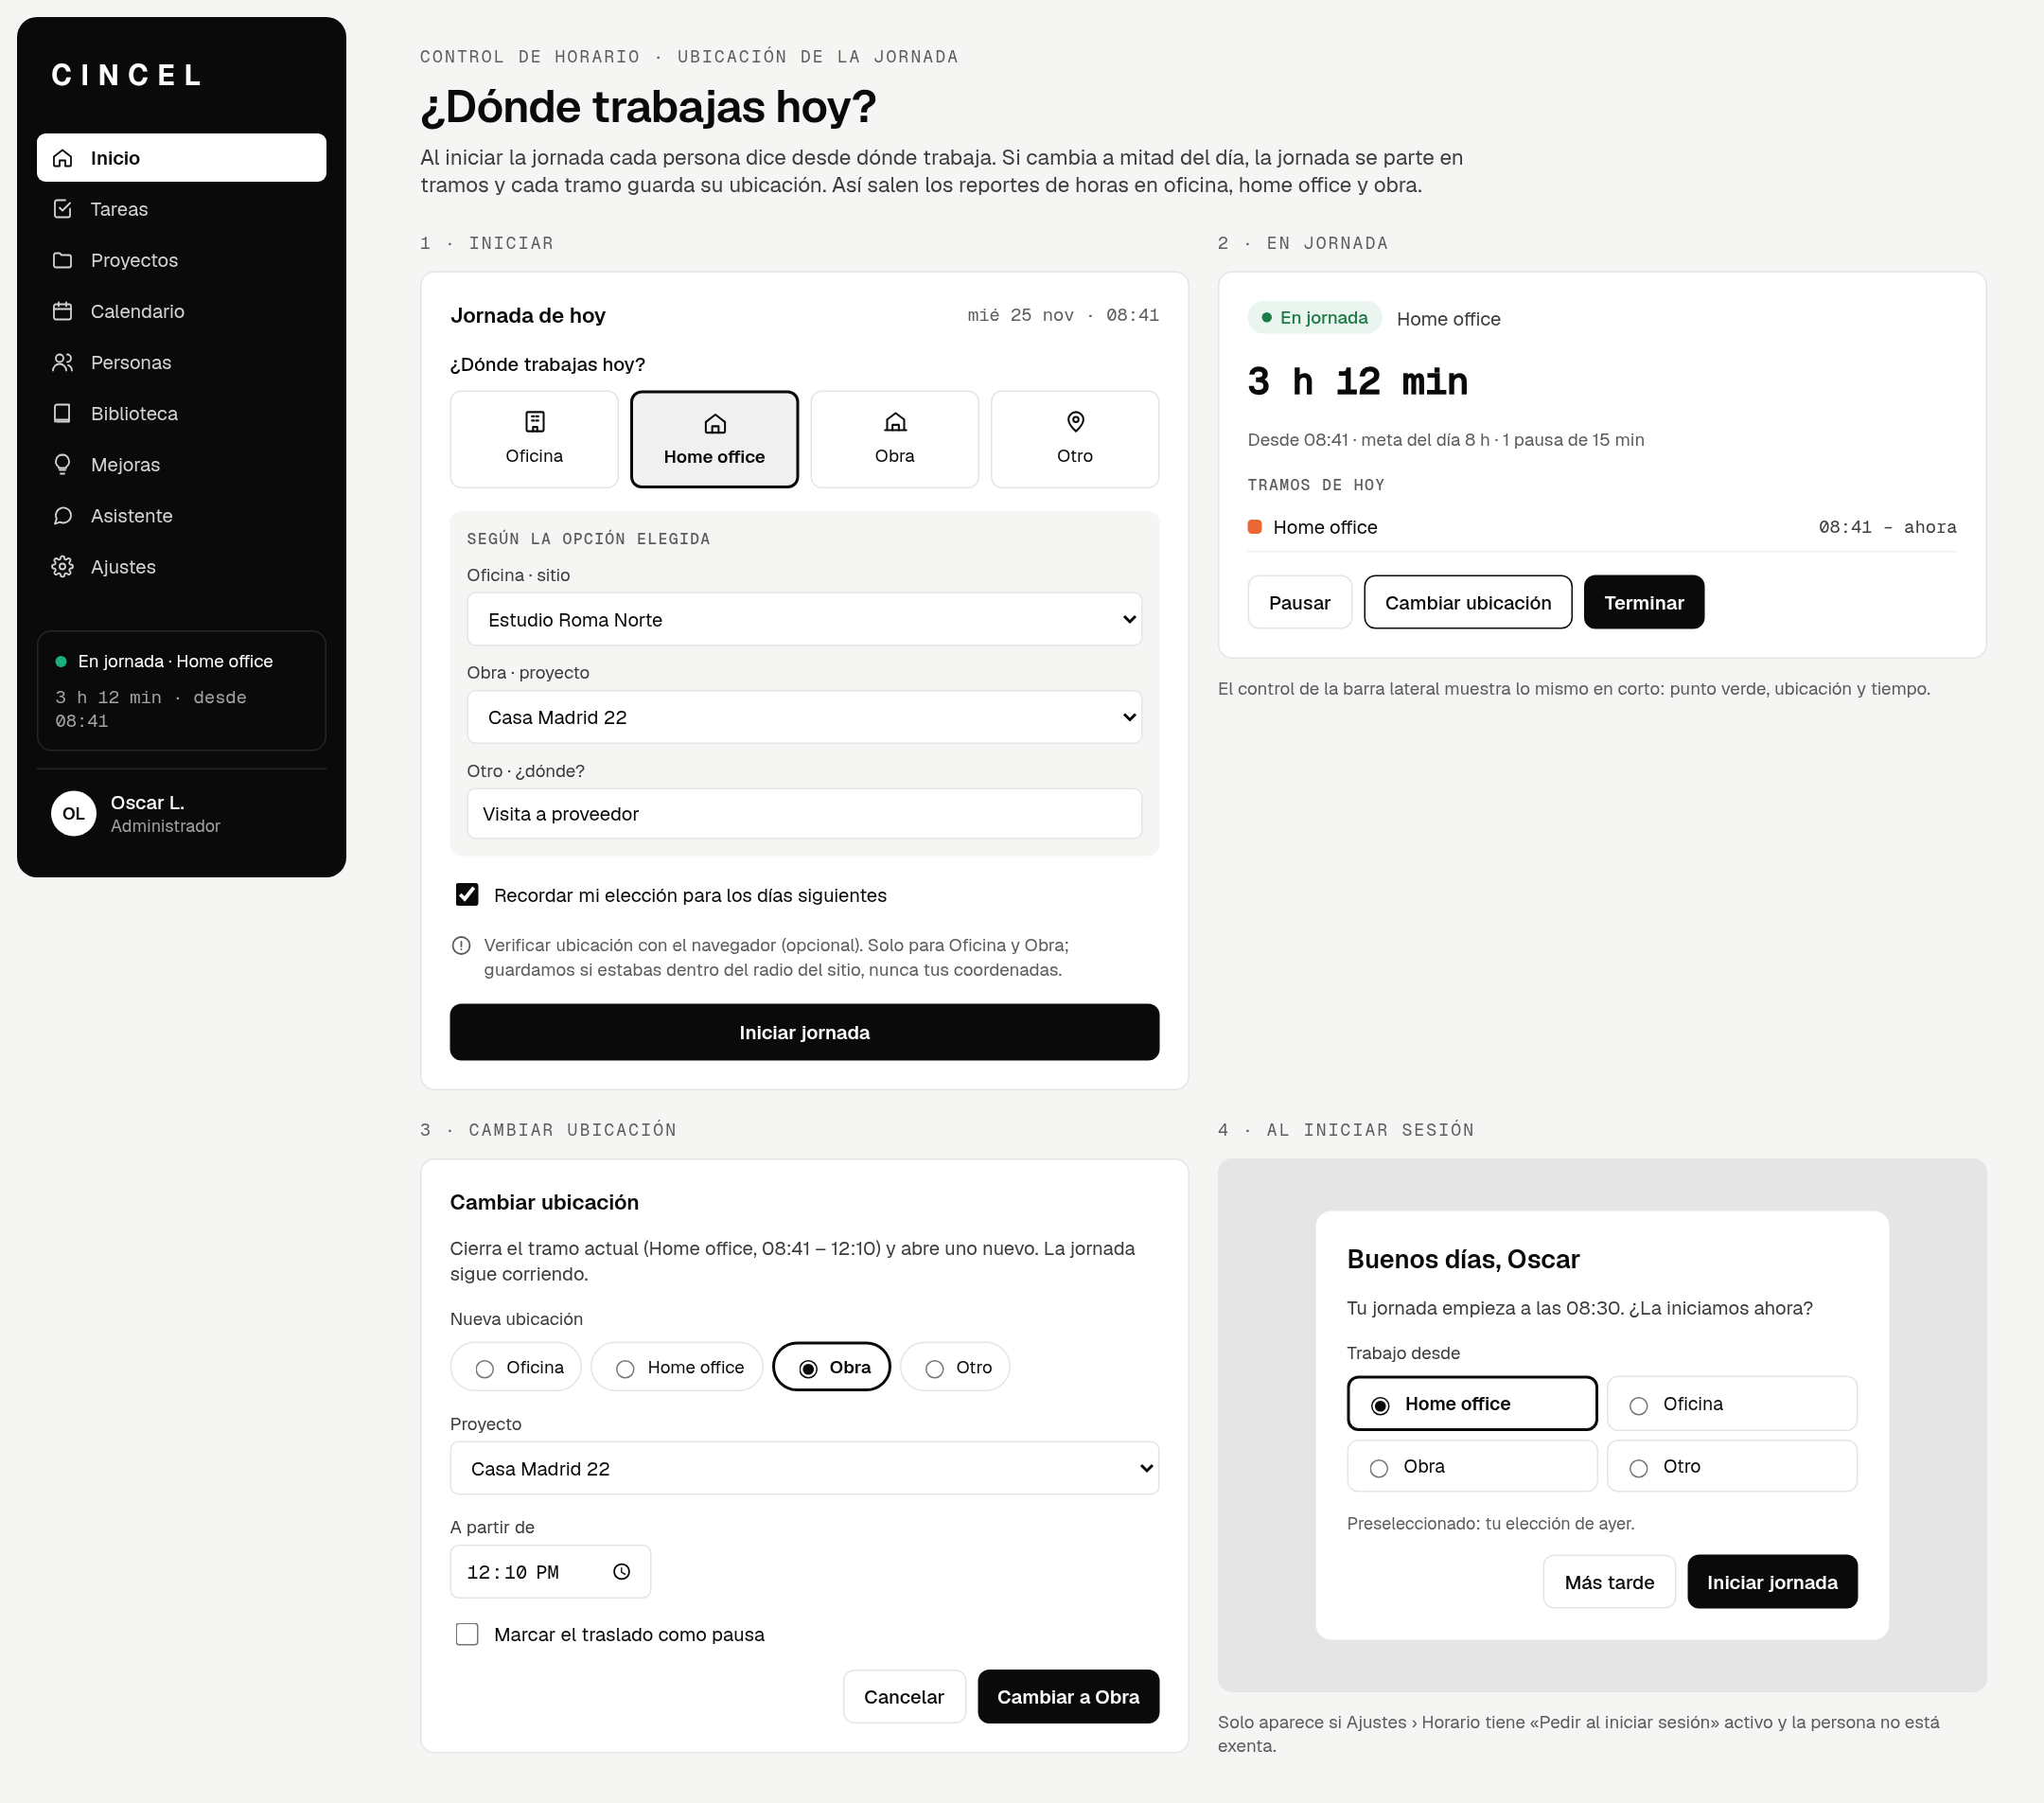 CINCEL
Inicio
Tareas
Proyectos
Calendario
Personas
Biblioteca
Mejoras
Asistente
Ajustes
En jornada · Home office
3 h 12 min · desde
08:41
OL
Oscar L.
Administrador
CONTROL DE HORARIO · UBICACIÓN DE LA JORNADA
¿Dónde trabajas hoy?
Al iniciar la jornada cada persona dice desde dónde trabaja. Si cambia a mitad del día, la jornada se parte en
tramos y cada tramo guarda su ubicación. Así salen los reportes de horas en oficina, home office y obra.
1 · INICIAR
Jornada de hoy
mié 25 nov · 08:41
¿Dónde trabajas hoy?
Oficina
Home office
Obra
Otro
SEGÚN LA OPCIÓN ELEGIDA
Oficina · sitio
Estudio Roma Norte
Obra · proyecto
Casa Madrid 22
Otro · ¿dónde?
Visita a proveedor
Recordar mi elección para los días siguientes
Verificar ubicación con el navegador (opcional). Solo para Oficina y Obra;
guardamos si estabas dentro del radio del sitio, nunca tus coordenadas.
Iniciar jornada
2 · EN JORNADA
En jornada
Home office
3 h 12 min
Desde 08:41 · meta del día 8 h · 1 pausa de 15 min
TRAMOS DE HOY
Home office
08:41 – ahora
Pausar
Cambiar ubicación
Terminar
El control de la barra lateral muestra lo mismo en corto: punto verde, ubicación y tiempo.
3 · CAMBIAR UBICACIÓN
Cambiar ubicación
Cierra el tramo actual (Home office, 08:41 – 12:10) y abre uno nuevo. La jornada
sigue corriendo.
Nueva ubicación
Oficina
Home office
Obra
Otro
Proyecto
Casa Madrid 22
A partir de
12:10 PM
Marcar el traslado como pausa
Cancelar
Cambiar a Obra
4 · AL INICIAR SESIÓN
Buenos días, Oscar
Tu jornada empieza a las 08:30. ¿La iniciamos ahora?
Trabajo desde
Home office
Oficina
Obra
Otro
Preseleccionado: tu elección de ayer.
Más tarde
Iniciar jornada
Solo aparece si Ajustes › Horario tiene «Pedir al iniciar sesión» activo y la persona no está
exenta.